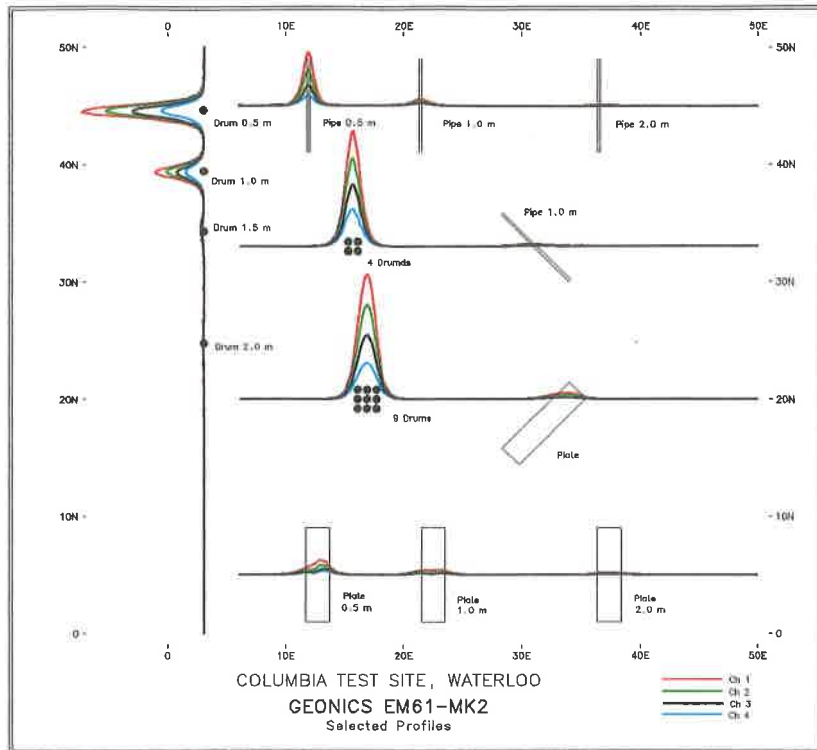 0 10E 20E 30E 40E 50E
50N - - 50N
Drum 0.5 m Pipe 0.5 m Pipe 1.0 m Pipe 2.0 m
40N - - 40N
Drum 1.0 m
Pipe 1.0 m
Drum 1.5 m
4 Drumds
30N - - 30N
Drum 2.0 m
20N - - 20N
9 Drums
Plate
10N - - 10N
Plate
0.5 m
Plate
1.0 m
Plate
2.0 m
0 - - 0
0 10E 20E 30E 40E 50E
COLUMBIA TEST SITE, WATERLOO
GEONICS EM61-MK2
Selected Profiles
Ch 1
Ch 2
Ch 3
Ch 4